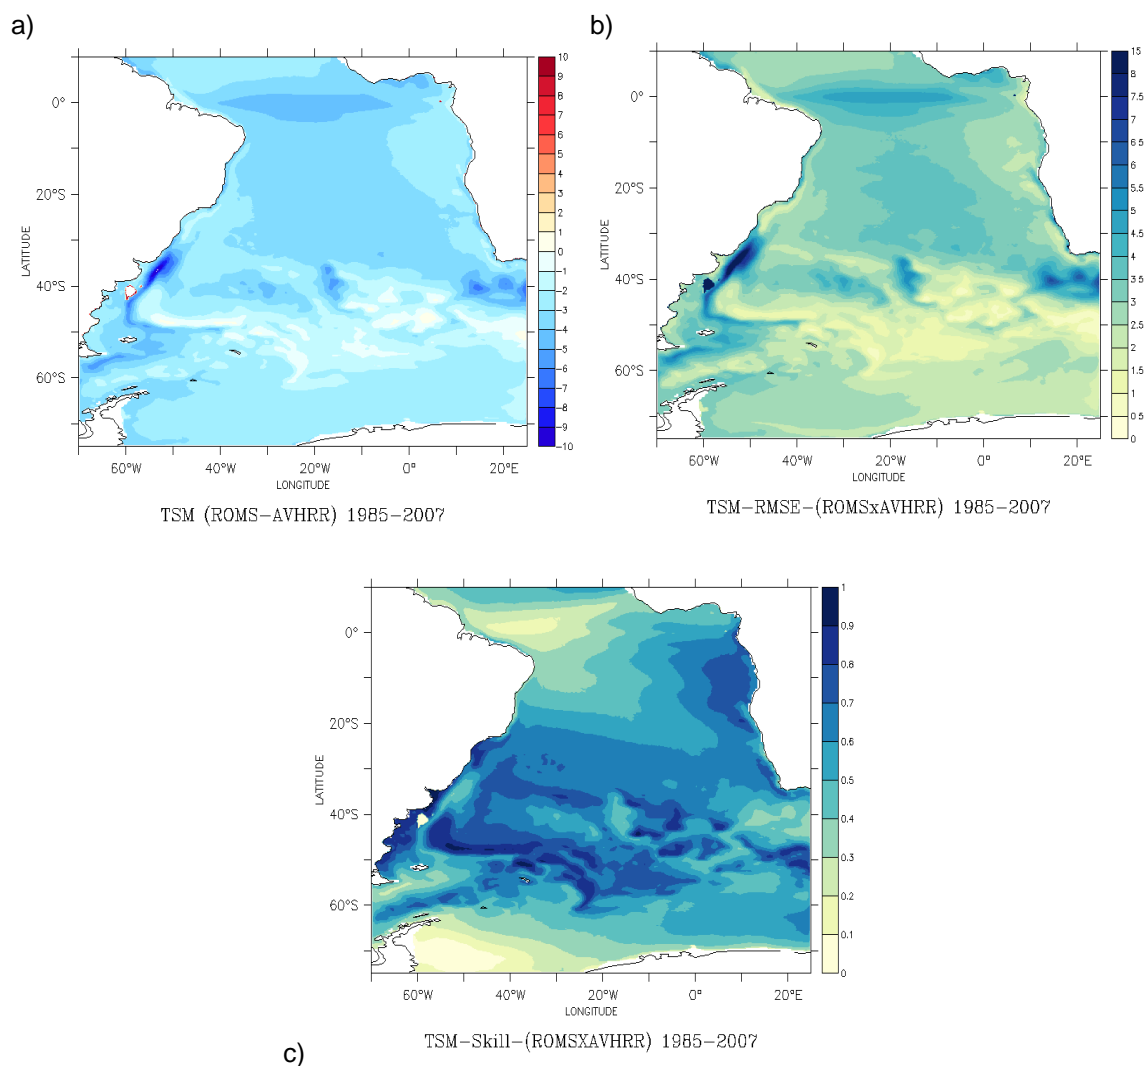 a)
0°
20°S
40°S
60°S
LATITUDE
60°W
40°W
20°W
0°
20°E
LONGITUDE
10
9
8
7
6
5
4
3
2
1
0
-1
-2
-3
-4
-5
-6
-7
-8
-9
-10
TSM (ROMS-AVHRR) 1985-2007
b)
0°
20°S
40°S
60°S
LATITUDE
60°W
40°W
20°W
0°
20°E
LONGITUDE
15
8.5
8
7.5
7
6.5
6
5.5
5
4.5
4
3.5
3
2.5
2
1.5
1
0.5
0
TSM-RMSE-(ROMSxAVHRR) 1985-2007
0°
20°S
40°S
60°S
LATITUDE
60°W
40°W
20°W
0°
20°E
LONGITUDE
1
0.9
0.8
0.7
0.6
0.5
0.4
0.3
0.2
0.1
0
TSM-Skill-(ROMSXAVHRR) 1985-2007
c)